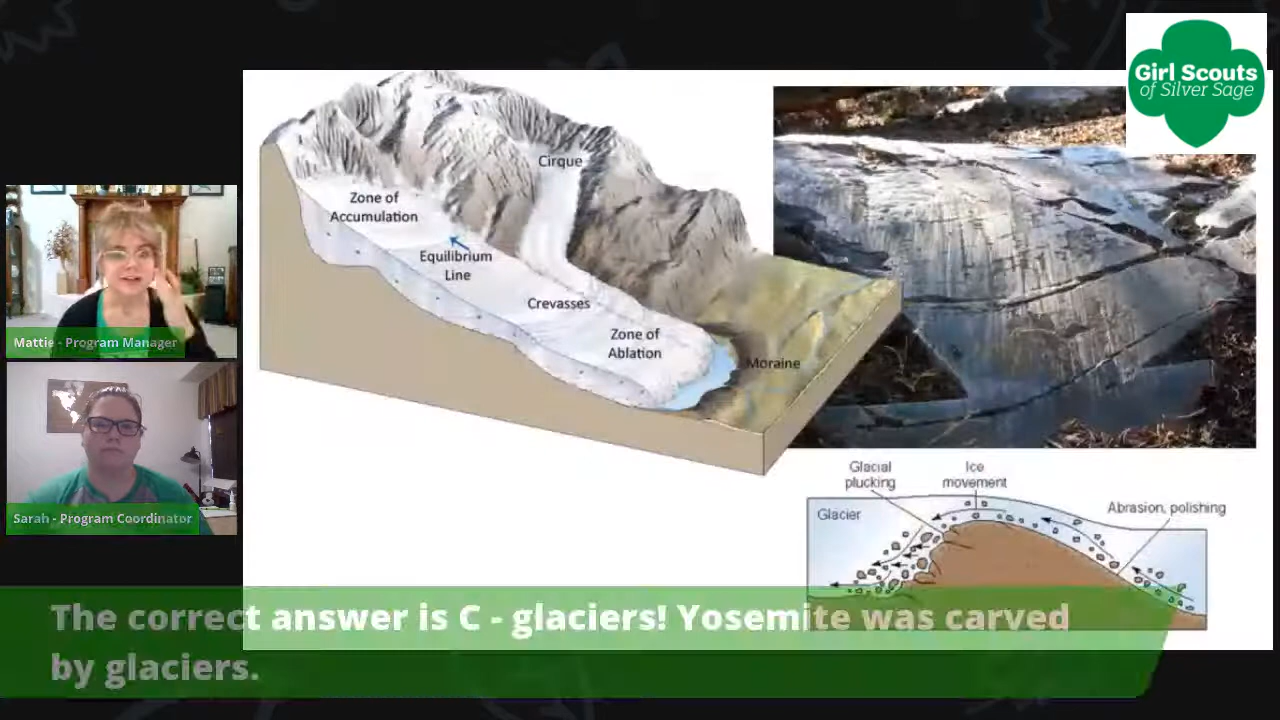 Girl Scouts
of Silver Sage
Cirque
Zone of
Accumulation
Equilibrium
Line
Crevasses
Zone of
Ablation
Moraine
Mattie - Program Manager
Sarah - Program Coordinator
Glacial
plucking
Ice
movement
Abrasion, polishing
Glacier
The correct answer is C - glaciers! Yosemite was carved
by glaciers.